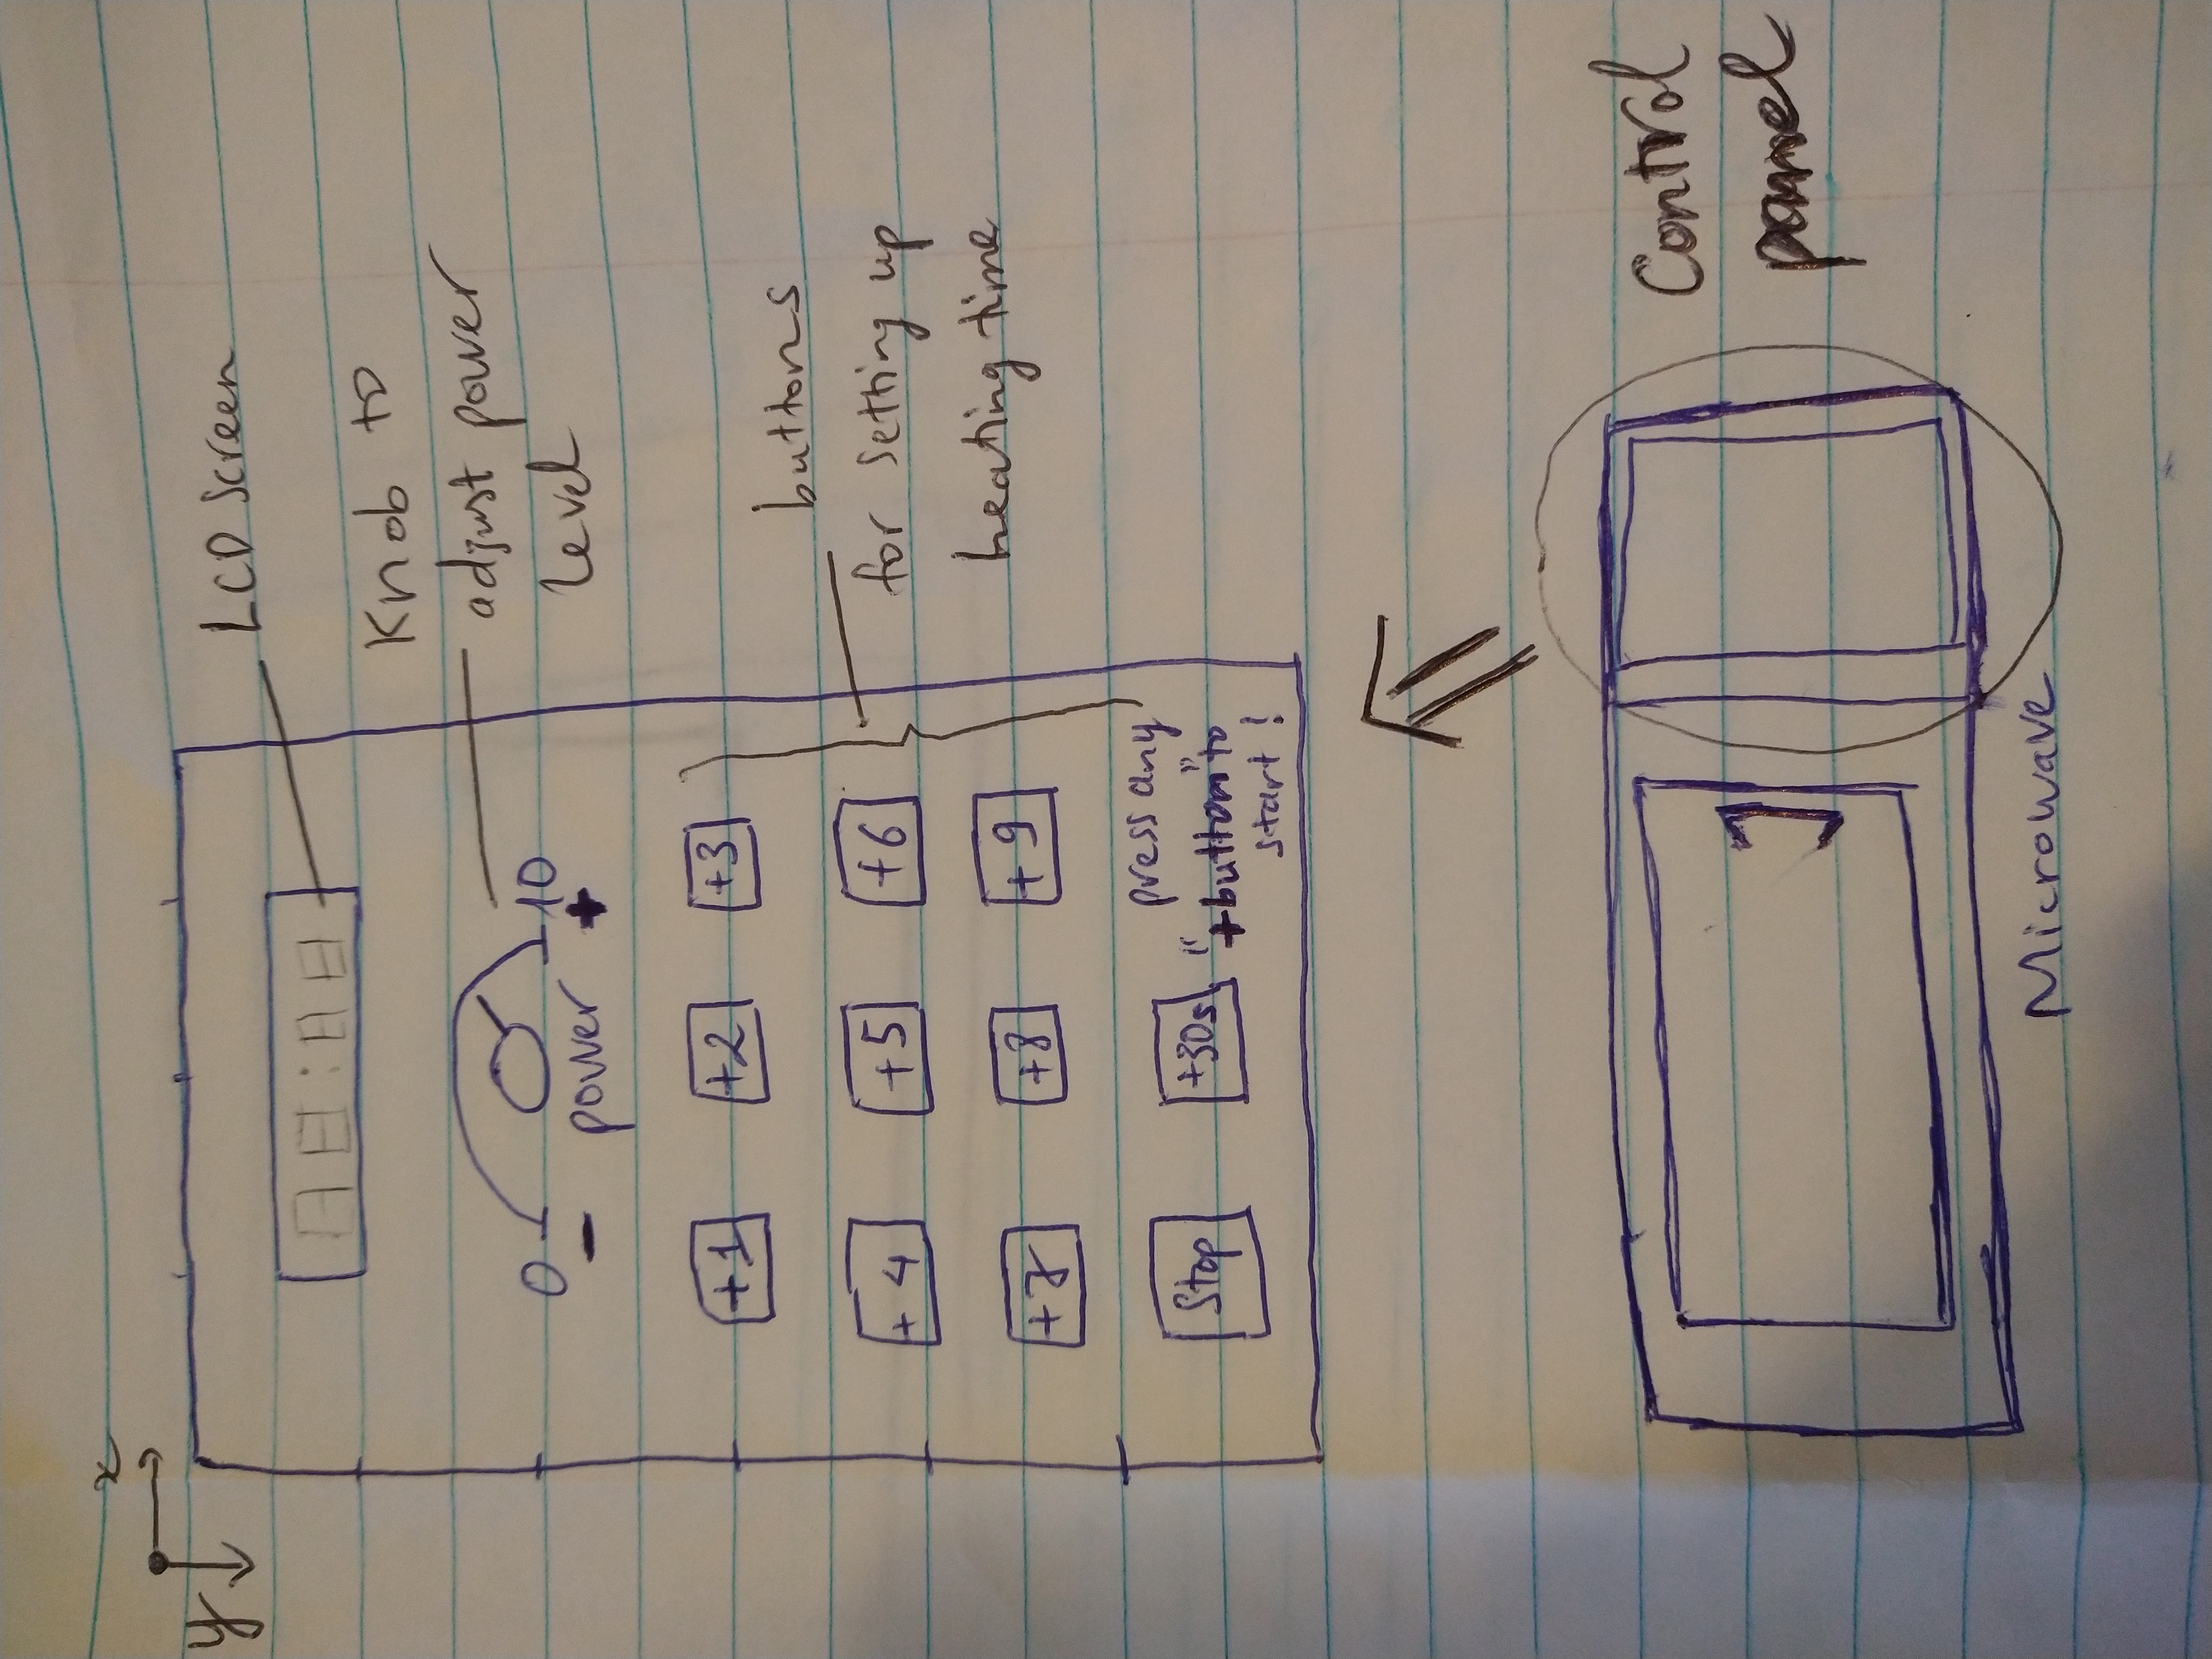 x
y
LCD screen
Knob to
adjust power
level
0
10
- power +
+1
+2
+3
+4
+5
+6
+7
+8
+9
buttons
for setting up
heating time
Stop
+30s
press any
"+button" to
start!
Control
pannel
Microwave